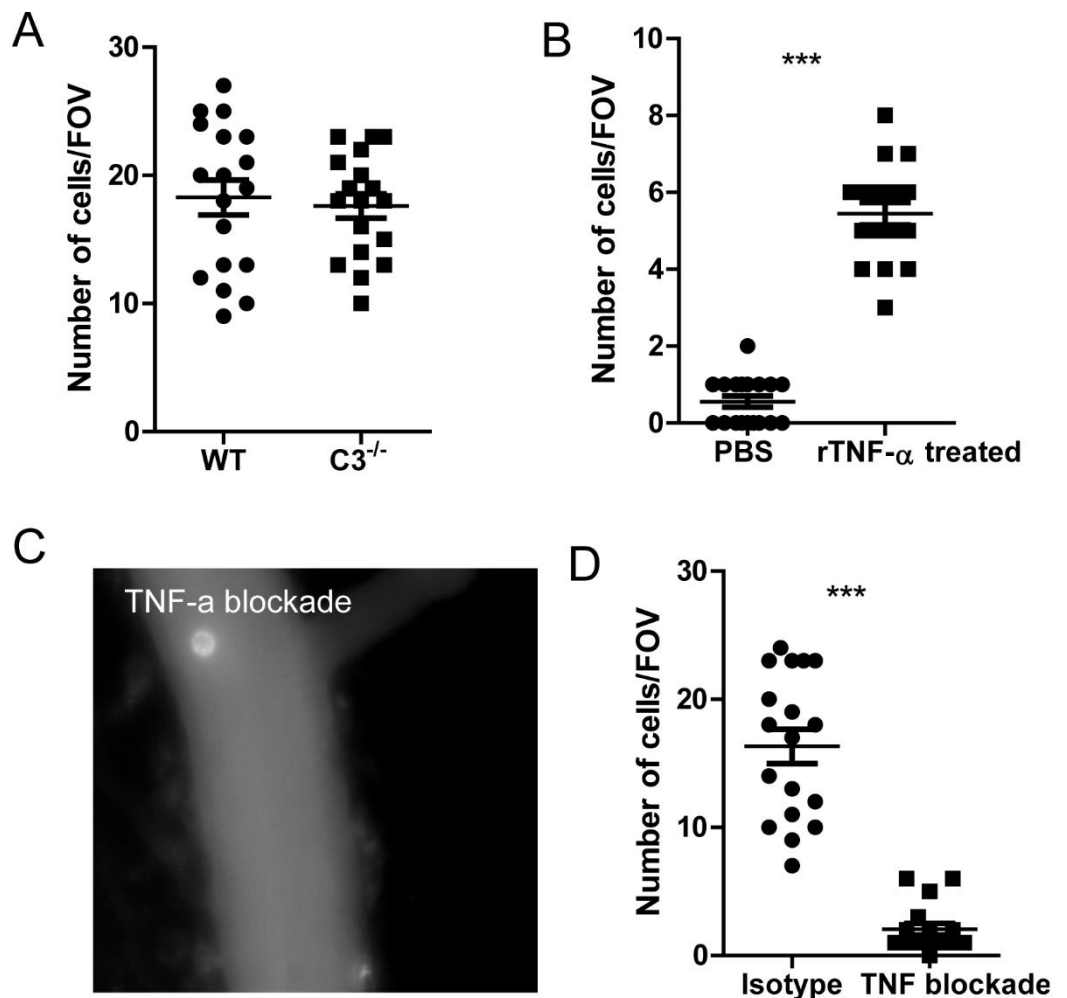 A
Number of cells/FOV
30
20
10
0
WT
C3-/-
B
Number of cells/FOV
10
8
6
4
2
0
***
PBS
rTNF-α treated
C
TNF-a blockade
D
Number of cells/FOV
30
20
10
0
***
Isotype
TNF blockade